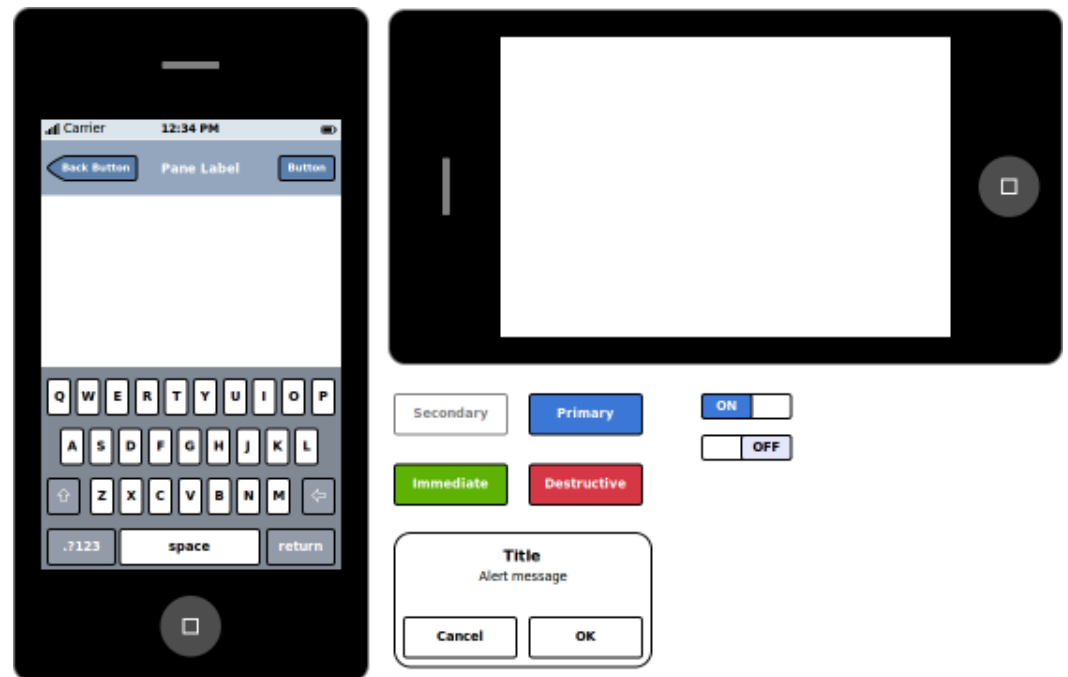 Carrier 12:34 PM
Back Button Pane Label Button
Q W E R T Y U I O P
A S D F G H J K L
Z X C V B N M
.?123 space return
Secondary Primary ON
OFF
Immediate Destructive
Title
Alert message
Cancel OK